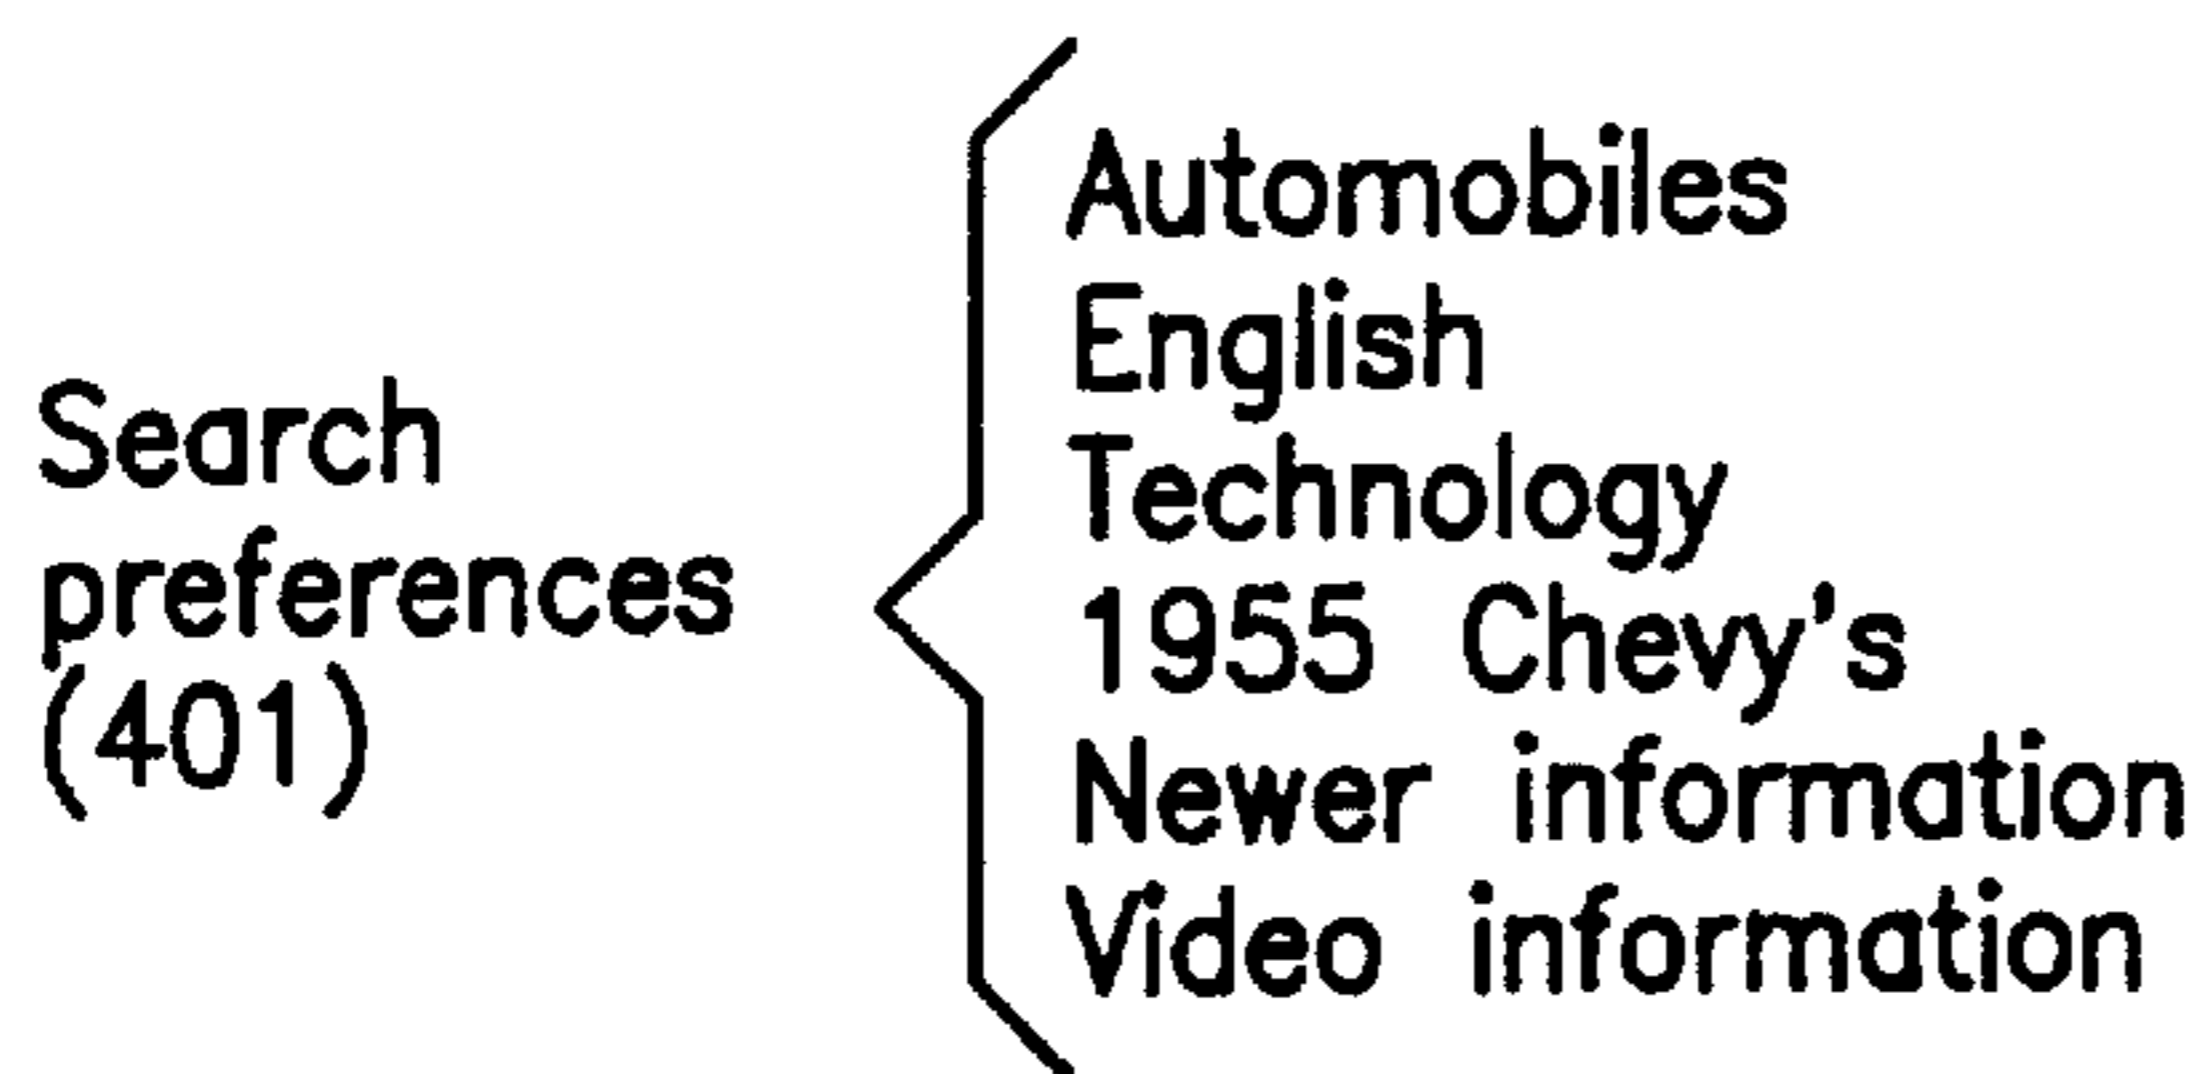 Search
preferences
(401)
Automobiles
English
Technology
1955 Chevy's
Newer information
Video information